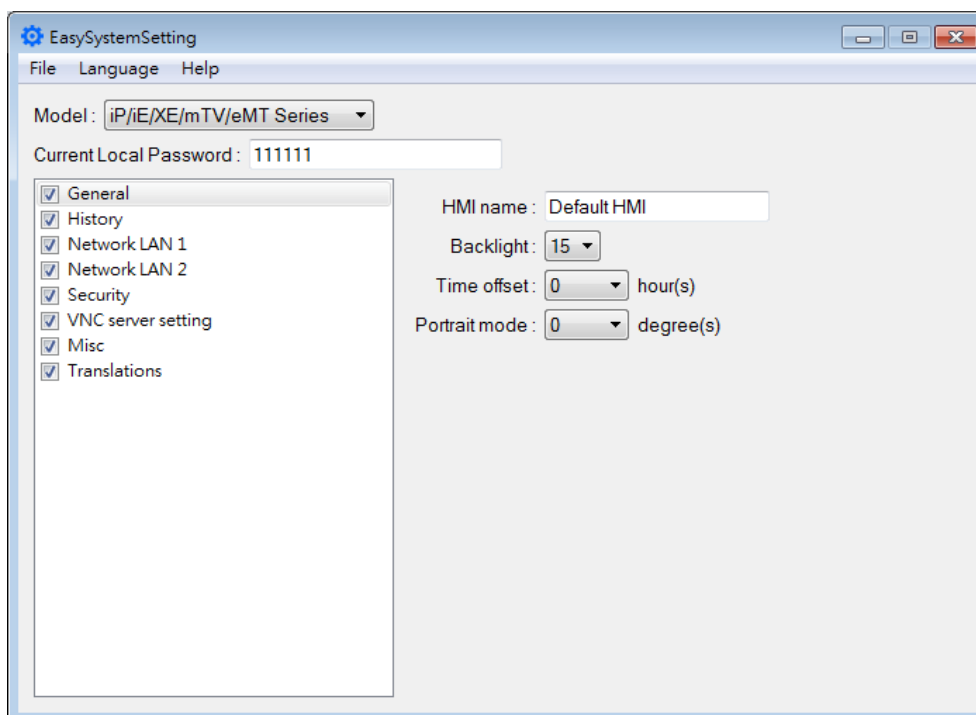 EasySystemSetting
File Language Help
Model : iP/iE/XE/mTV/eMT Series
Current Local Password : 111111
General
History
Network LAN 1
Network LAN 2
Security
VNC server setting
Misc
Translations
HMI name : Default HMI
Backlight : 15
Time offset : 0 hour(s)
Portrait mode : 0 degree(s)